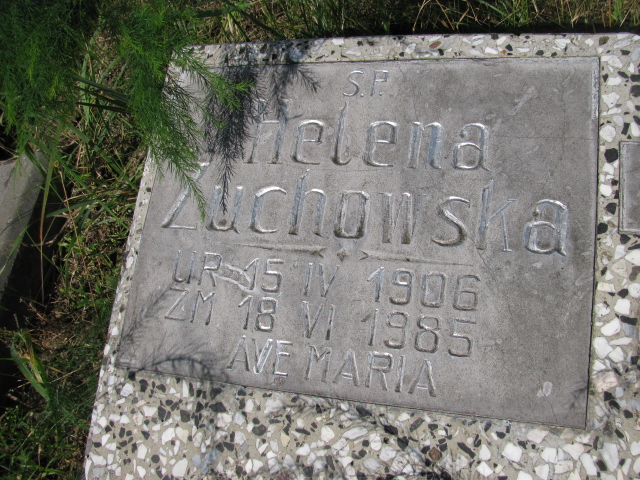 S.P.
Helena
Zuchowska
UR 15 IV 1906
ZM 18 VI 1985
AVE MARIA